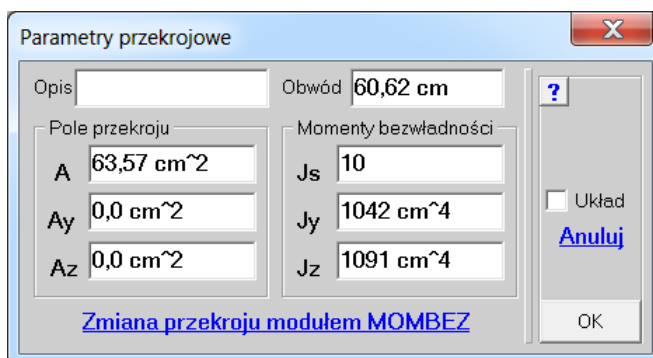 Parametry przekrojowe
X
Opis
Obwód 60,62 cm
?
Pole przekroju
Momenty bezwładności
A 63,57 cm^2
Js 10
Układ
Ay 0,0 cm^2
Jy 1042 cm^4
Anuluj
Az 0,0 cm^2
Jz 1091 cm^4
Zmiana przekroju modułem MOMBEZ
OK